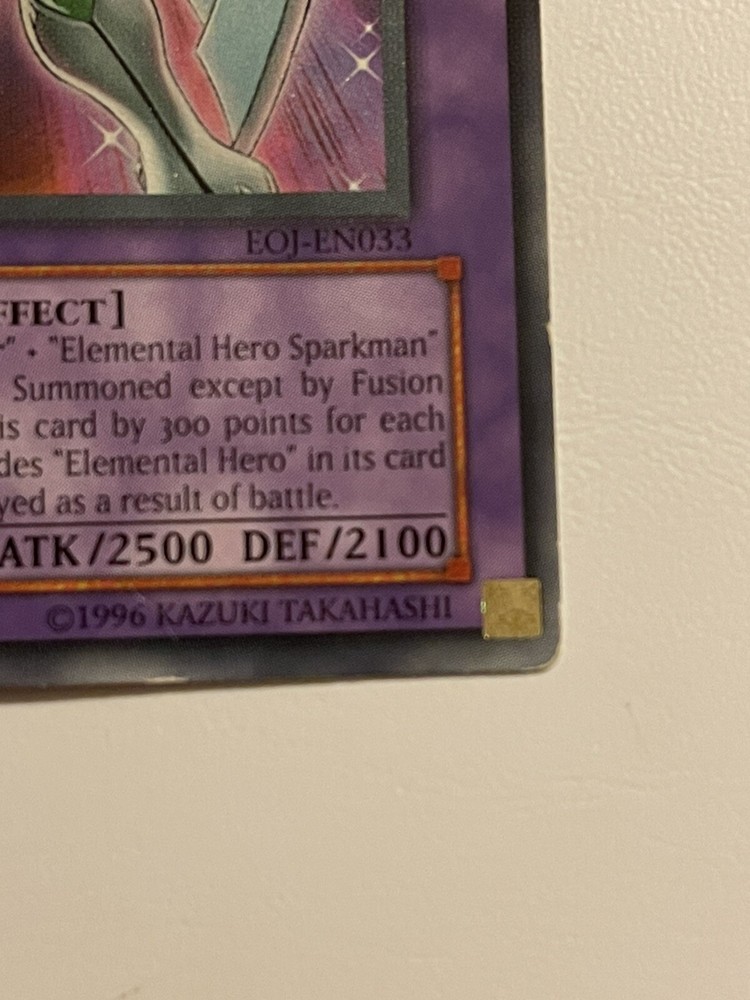 EOJ-EN033
FFECT]
" • "Elemental Hero Sparkman"
Summoned except by Fusion
is card by 300 points for each
des "Elemental Hero" in its card
yed as a result of battle.
ATK/2500 DEF/2100
©1996 KAZUKI TAKAHASHI